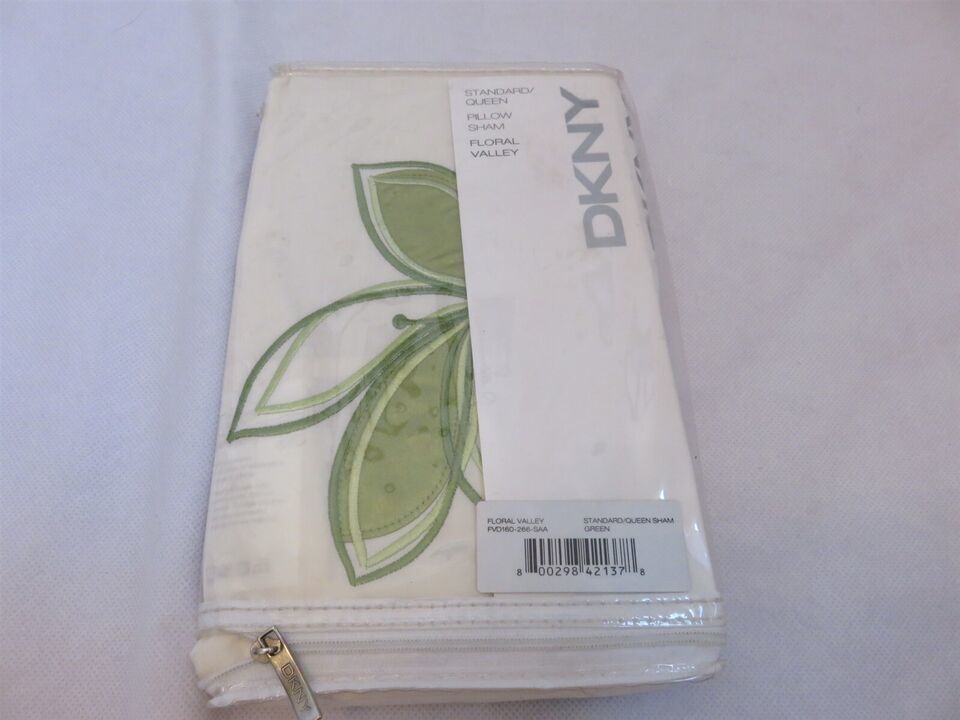 STANDARD/
QUEEN
PILLOW
SHAM
FLORAL
VALLEY
DKNY
FLORAL VALLEY STANDARD/QUEEN SHAM
FVD160-266-SAA GREEN
8 00298 42137 8
DKNY